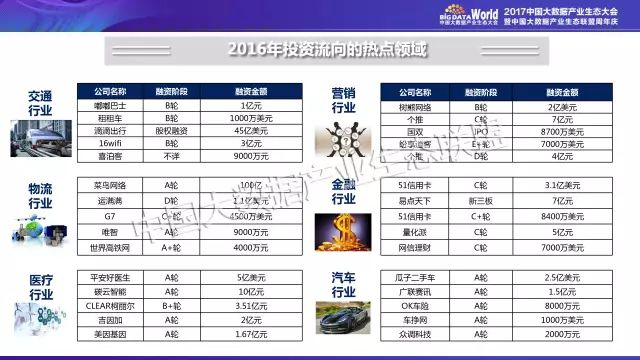 BIG DATA World
中国大数据产业生态大会
2017中国大数据产业生态大会
暨中国大数据产业生态联盟周年庆
2016年投资流向的热点领域
交通行业
公司名称 融资阶段 融资金额
嘟嘟巴士 B轮 1亿元
租租车 B轮 1000万美元
滴滴出行 股权融资 45亿美元
16wifi B轮 3亿元
喜泊客 不详 9000万元
营销行业
公司名称 融资阶段 融资金额
树熊网络 B轮 2亿美元
个推 C轮 7亿元
国双 IPO 8700万美元
纷享逍客 E+轮 7000万美元
个推 D轮 4亿元
物流行业
菜鸟网络 A轮 100亿
运满满 D轮 1.1亿美元
G7 C+轮 4500万美元
唯智 A轮 9000万元
世界高铁网 A+轮 4000万元
金融行业
51信用卡 C轮 3.1亿美元
易点天下 新三板 7亿元
51信用卡 C+轮 8400万美元
量化派 C轮 5亿元
网信理财 C轮 7000万美元
医疗行业
平安好医生 A轮 5亿美元
碳云智能 A轮 10亿元
CLEAR柯丽尔 B+轮 3.51亿元
吉因加 A轮 2亿元
美因基因 A轮 1.67亿元
汽车行业
瓜子二手车 A轮 2.5亿美元
广联赛讯 A轮 1.5亿元
OK车险 A轮 8000万元
车挣网 A轮 1000万美元
众调科技 A轮 2000万元
中国大数据产业生态联盟